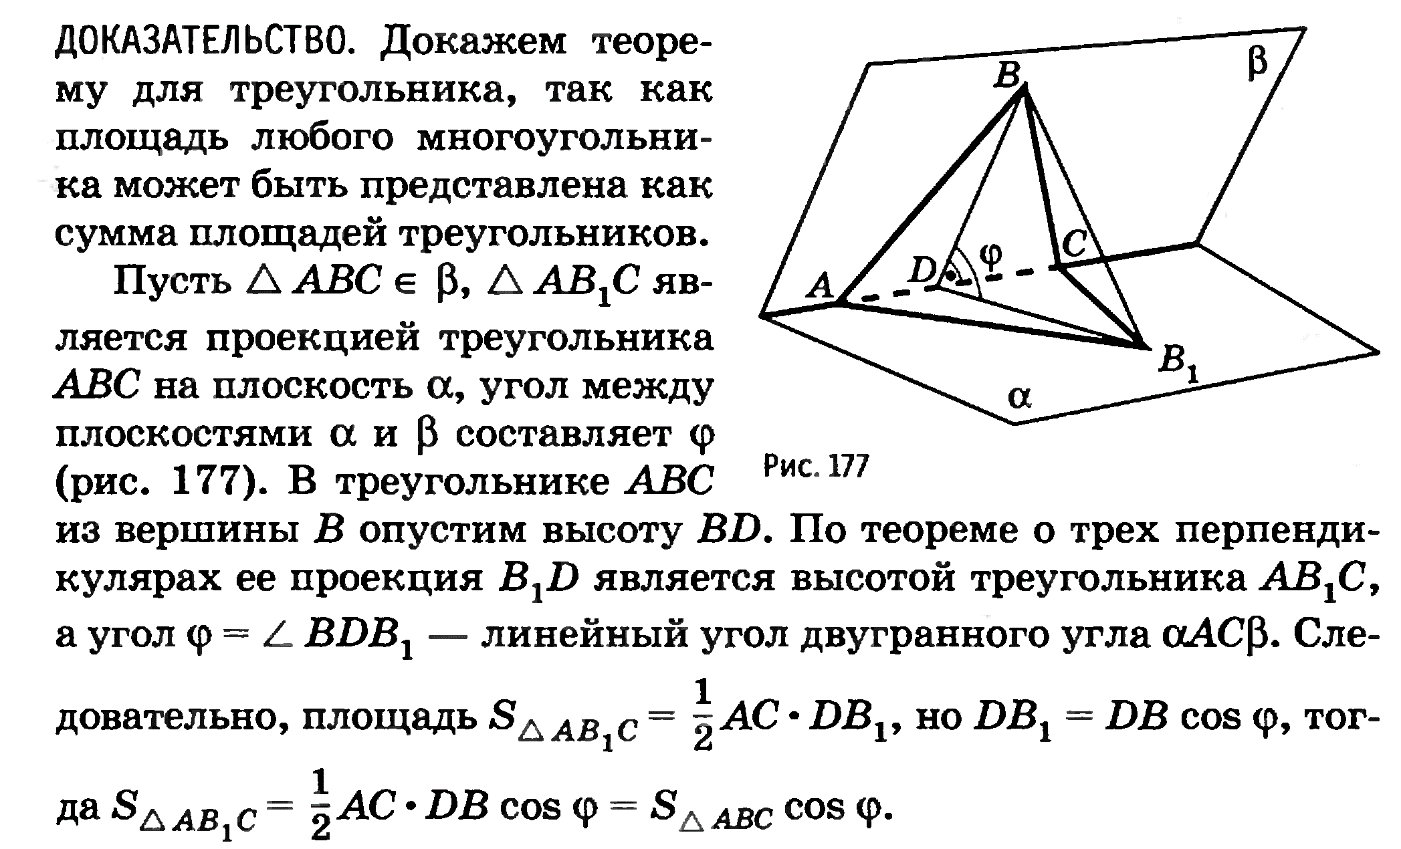 ДОКАЗАТЕЛЬСТВО. Докажем теоре-
му для треугольника, так как
площадь любого многоугольни-
ка может быть представлена как
сумма площадей треугольников.
Пусть △ ABC ∈ β, △ AB₁C яв-
ляется проекцией треугольника
ABC на плоскость α, угол между
плоскостями α и β составляет φ
(рис. 177). В треугольнике ABC
из вершины B опустим высоту BD. По теореме о трех перпенди-
кулярах ее проекция B₁D является высотой треугольника AB₁C,
а угол φ = ∠ BDB₁ — линейный угол двугранного угла αACβ. Сле-
довательно, площадь S△ AB₁C = 1/2 AC · DB₁, но DB₁ = DB cos φ, тог-
да S△ AB₁C = 1/2 AC · DB cos φ = S△ ABC cos φ.
B
β
C
φ
D
A
B₁
α
Рис. 177